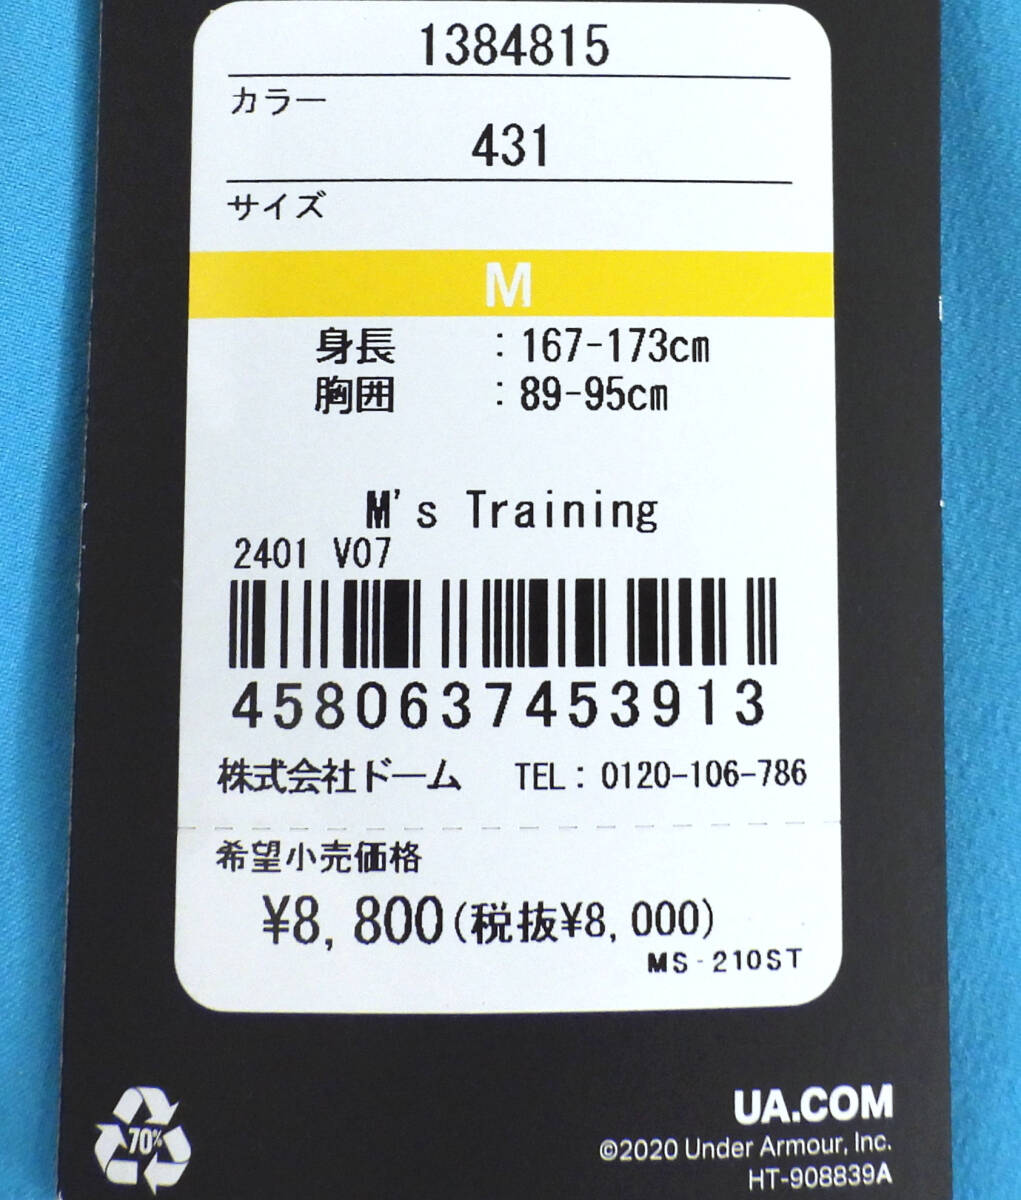 1384815
カラー
431
サイズ
M
身長 : 167-173cm
胸囲 : 89-95cm
M's Training
2401 V07
4580637453913
株式会社ドーム TEL: 0120-106-786
希望小売価格
¥8,800(税抜¥8,000)
MS-210ST
70%
UA.COM
©2020 Under Armour, Inc.
HT-908839A